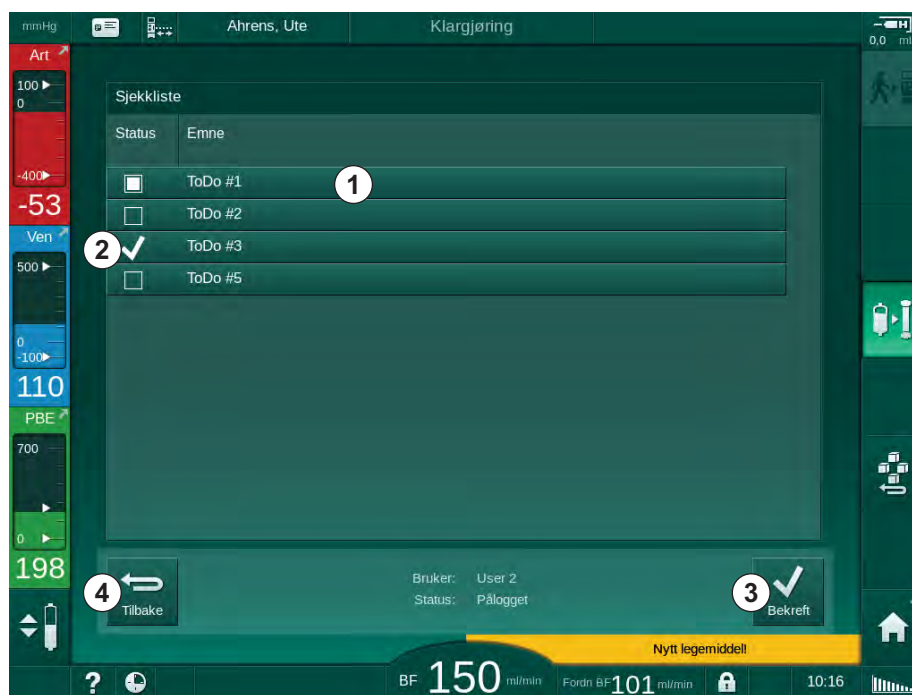 mmHg
Ahrens, Ute
Klargjøring
0,0 ml
Art
100
0
-400
-53
Ven
500
0
-100
110
PBE
700
0
198
Sjekkliste
Status Emne
ToDo #1
1
ToDo #2
2
ToDo #3
ToDo #5
4
Tilbake
Bruker: User 2
Status: Pålogget
3
Bekreft
Nytt legemiddel!
?
BF 150 ml/min
Fordn BF 101 ml/min
10:16